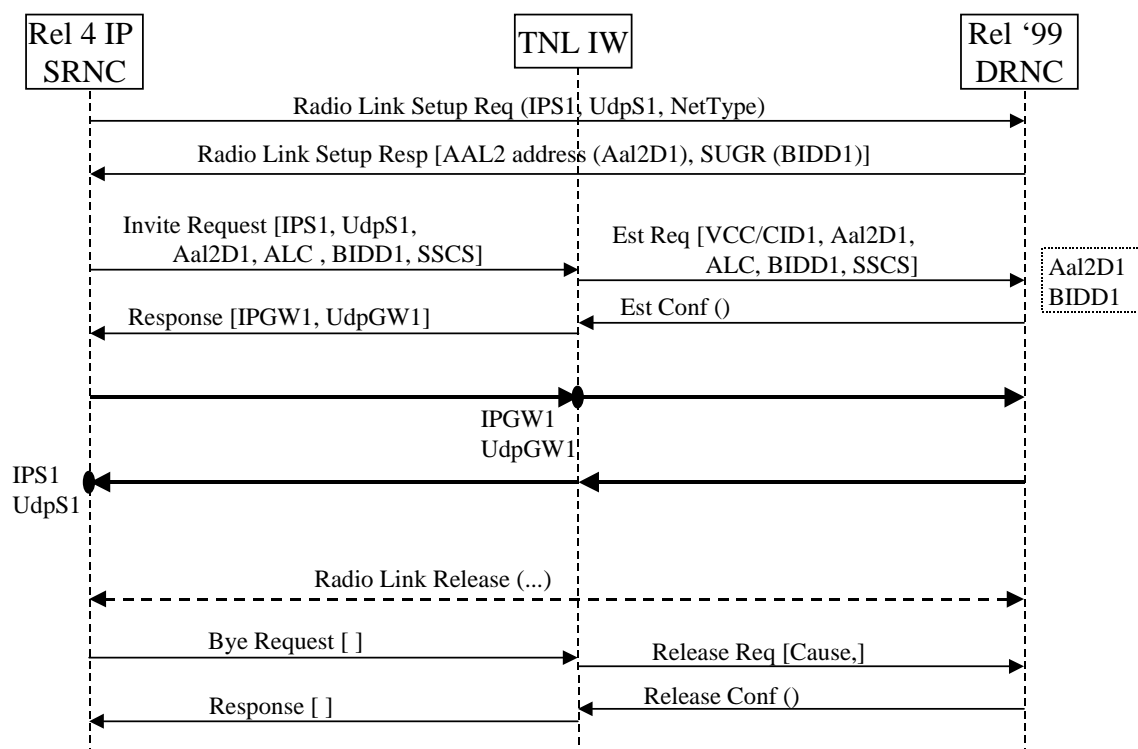 Rel 4 IP
SRNC
TNL IW
Rel ‘99
DRNC
Radio Link Setup Req (IPS1, UdpS1, NetType)
Radio Link Setup Resp [AAL2 address (Aal2D1), SUGR (BIDD1)]
Invite Request [IPS1, UdpS1,
Aal2D1, ALC , BIDD1, SSCS]
Est Req [VCC/CID1, Aal2D1,
ALC, BIDD1, SSCS]
Aal2D1
BIDD1
Response [IPGW1, UdpGW1]
Est Conf ()
IPGW1
UdpGW1
IPS1
UdpS1
Radio Link Release (...)
Bye Request [ ]
Release Req [Cause,]
Response [ ]
Release Conf ()